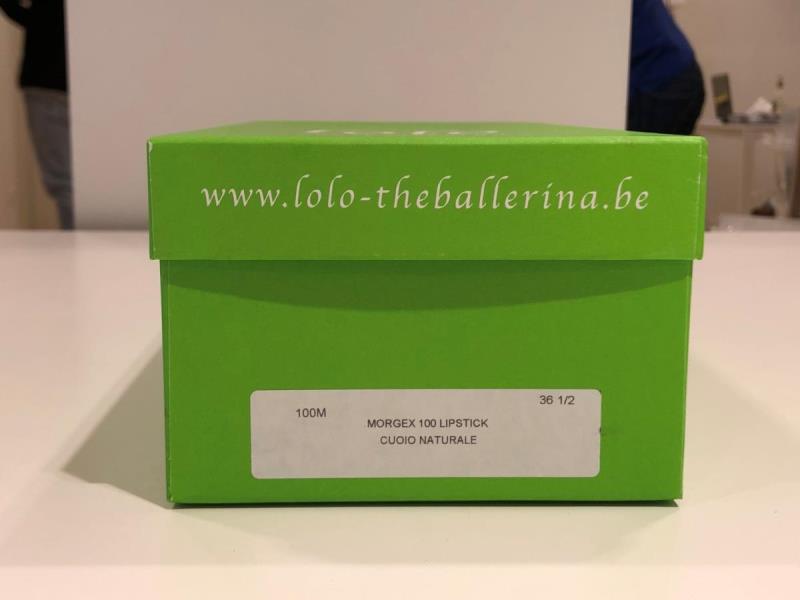 www.lolo-theballerina.be
100M
36 1/2
MORGEX 100 LIPSTICK
CUOIO NATURALE